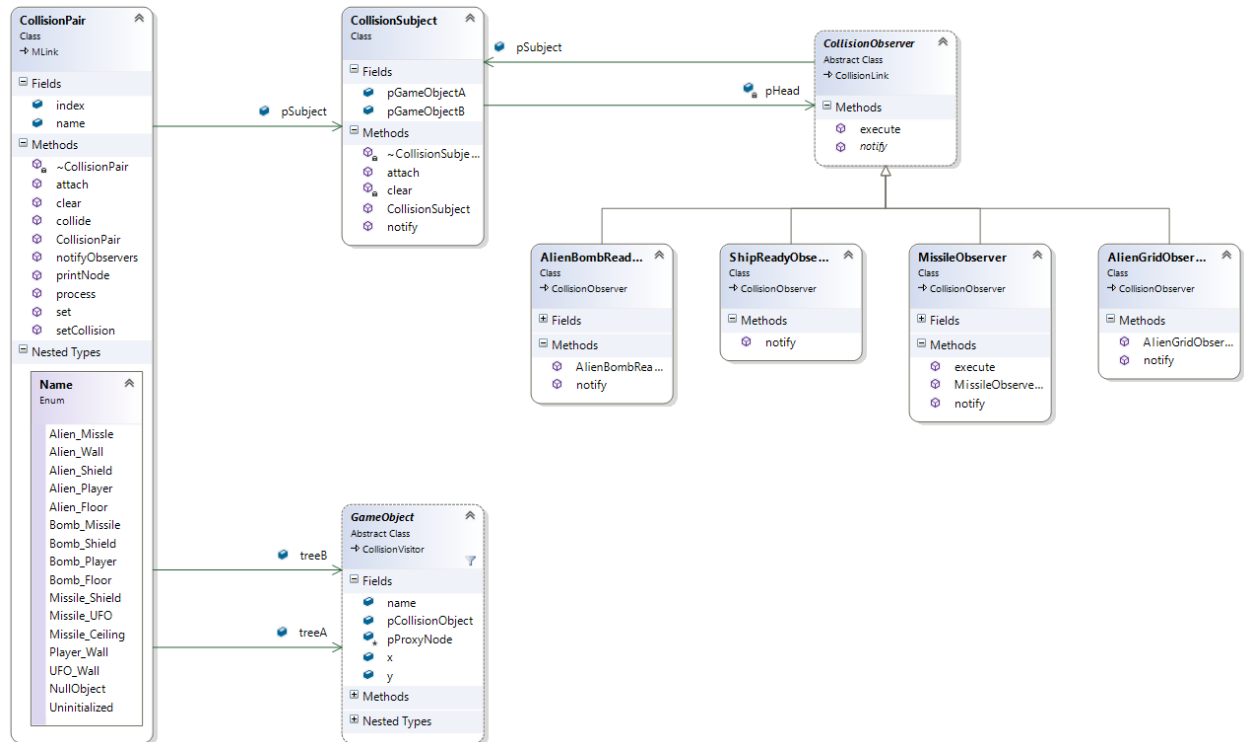 CollisionPair
Class
MLink
Fields
index
name
Methods
~CollisionPair
attach
clear
collide
CollisionPair
notifyObservers
printNode
process
set
setCollision
Nested Types
Name
Enum
Alien_Missle
Alien_Wall
Alien_Shield
Alien_Player
Alien_Floor
Bomb_Missile
Bomb_Shield
Bomb_Player
Bomb_Floor
Missile_Shield
Missile_UFO
Missile_Ceiling
Player_Wall
UFO_Wall
NullObject
Uninitialized
pSubject
CollisionSubject
Class
Fields
pGameObjectA
pGameObjectB
Methods
~CollisionSubje...
attach
clear
CollisionSubject
notify
pSubject
pHead
CollisionObserver
Abstract Class
CollisionLink
Methods
execute
notify
AlienBombRead...
Class
CollisionObserver
Fields
Methods
AlienBombRea...
notify
ShipReadyObse...
Class
CollisionObserver
Methods
notify
MissileObserver
Class
CollisionObserver
Fields
Methods
execute
MissileObserve...
notify
AlienGridObser...
Class
CollisionObserver
Methods
AlienGridObser...
notify
treeB
treeA
GameObject
Abstract Class
CollisionVisitor
Fields
name
pCollisionObject
pProxyNode
x
y
Methods
Nested Types